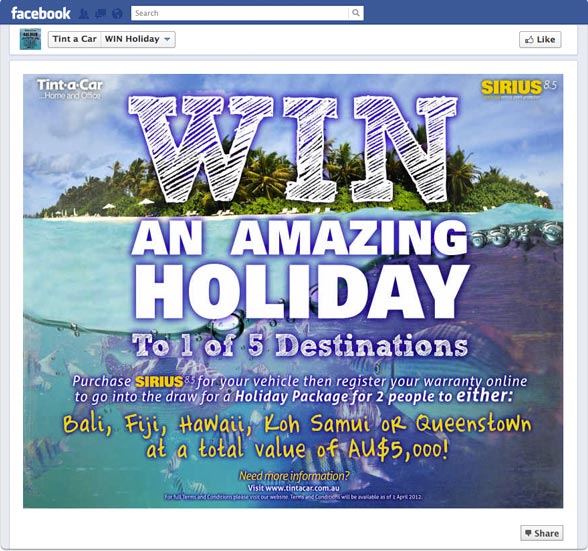 facebook
Search
Tint a Car WIN Holiday
Like
Tint-a-Car
...Home and Office
SIRIUS 8.5
WIN
AN AMAZING
HOLIDAY
To 1 of 5 Destinations
Purchase SIRIUS 8.5 for your vehicle then register your warranty online
to go into the draw for a Holiday Package for 2 people to either:
Bali, Fiji, Hawaii, Koh Samui OR Queenstown
at a total value of AU$5,000!
Need more information?
Visit www.tintacar.com.au
For full Terms and Conditions please visit our website. Terms and Conditions will be available as of 1 April 2012.
Share